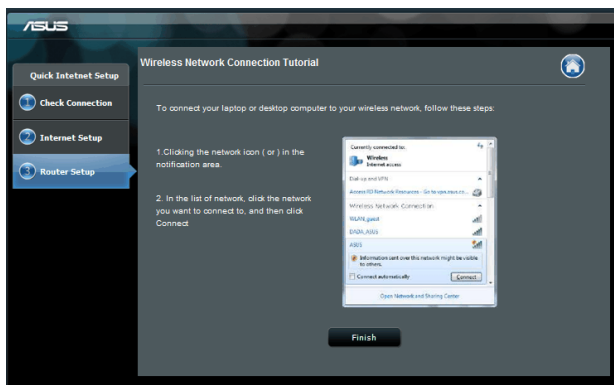 ASUS
Quick Intetnet Setup
1 Check Connection
2 Internet Setup
3 Router Setup
Wireless Network Connection Tutorial
To connect your laptop or desktop computer to your wireless network, follow these steps:
1.Clicking the network icon ( or ) in the
notification area.
2. In the list of network, click the network
you want to connect to, and then click
Connect
Currently connected to:
Wireless
Internet access
Dial-up and VPN
Wireless Network Connection
WLAN_guest
DADA_ASUS
ASUS
Information sent over this network might be visible
to others.
Connect automatically
Connect
Open Network and Sharing Center
Finish